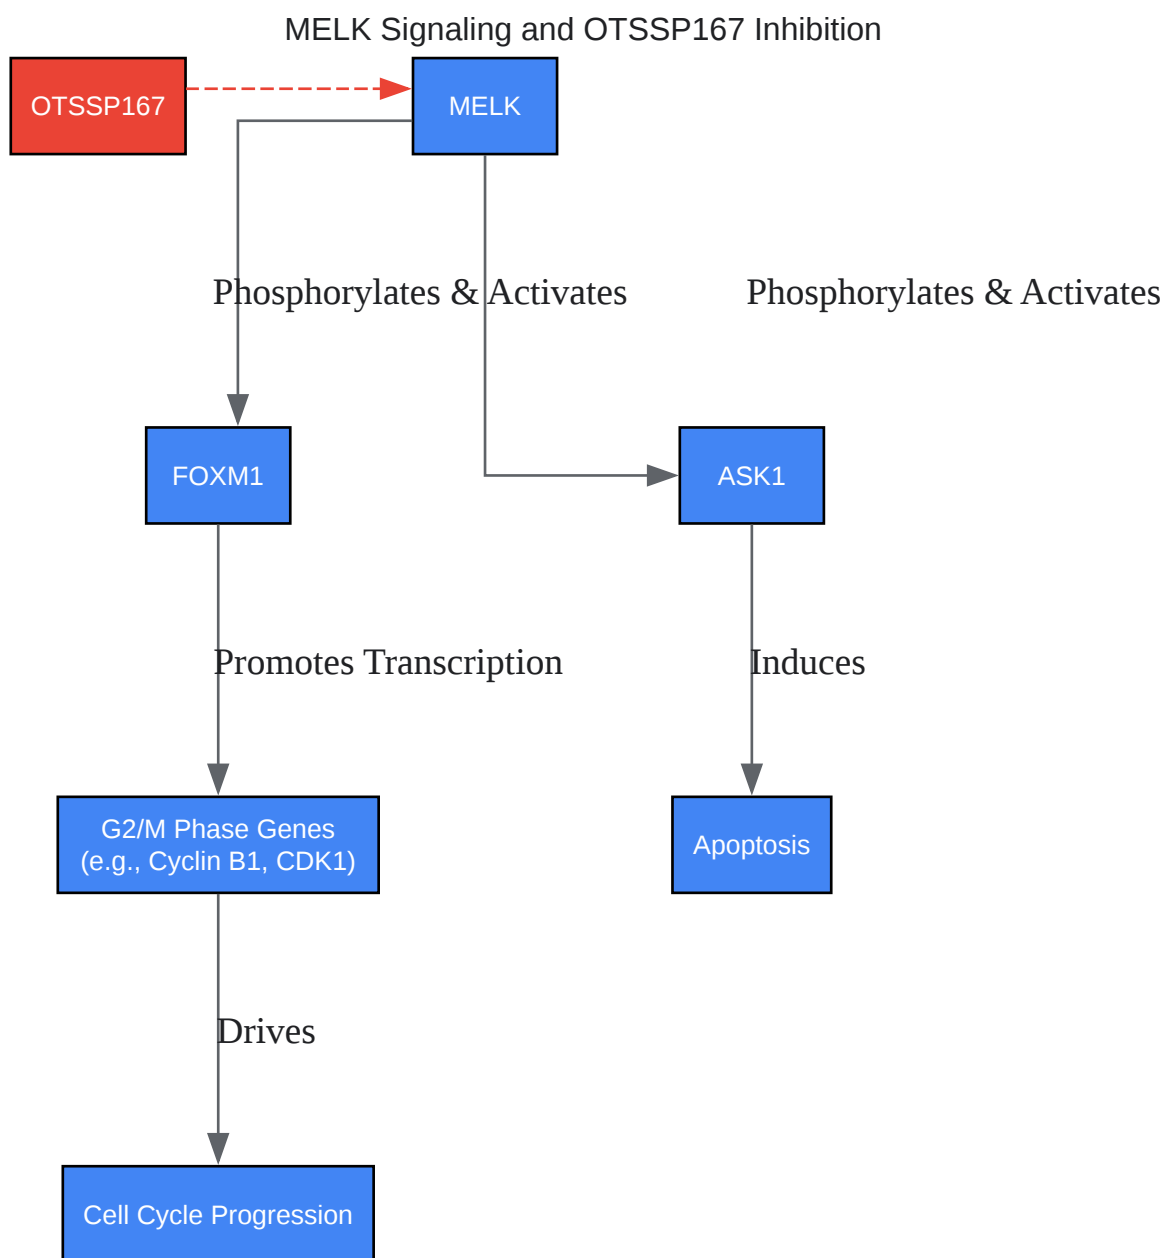 MELK Signaling and OTSSP167 Inhibition
OTSSP167
MELK
Phosphorylates & Activates
Phosphorylates & Activates
FOXM1
ASK1
Promotes Transcription
Induces
G2/M Phase Genes
(e.g., Cyclin B1, CDK1)
Apoptosis
Drives
Cell Cycle Progression